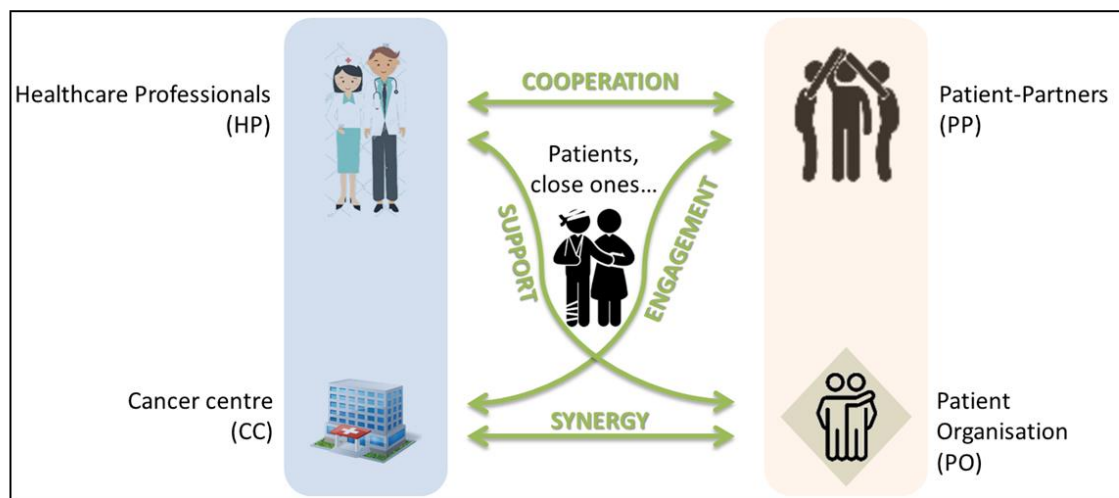 Healthcare Professionals
(HP)
COOPERATION
Patient-Partners
(PP)
Patients,
close ones...
SUPPORT
ENGAGEMENT
Cancer centre
(CC)
SYNERGY
Patient
Organisation
(PO)